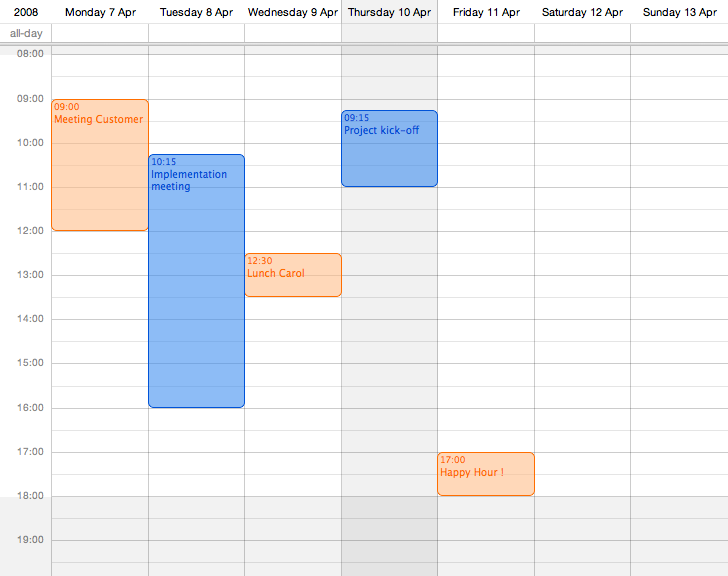 2008 Monday 7 Apr Tuesday 8 Apr Wednesday 9 Apr Thursday 10 Apr Friday 11 Apr Saturday 12 Apr Sunday 13 Apr
all-day
08:00
09:00
09:00
Meeting Customer
09:15
Project kick-off
10:00
10:15
Implementation
meeting
11:00
12:00
12:30
Lunch Carol
13:00
14:00
15:00
16:00
17:00
17:00
Happy Hour !
18:00
19:00